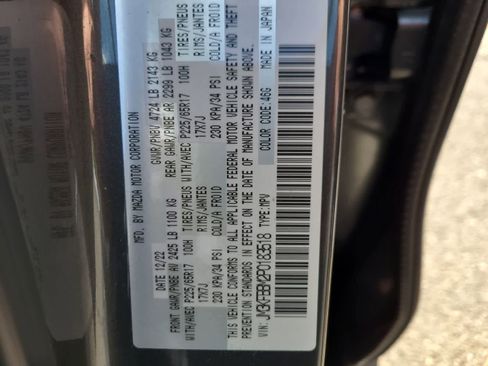 MFD. BY MAZDA MOTOR CORPORATION
DATE 12/22 GVWR/PNBV 4724 LB 2143 KG
FRONT GAWR/PNBE AV 2425 LB 1100 KG REAR GAWR/PNBE AR 2299 LB 1043 KG
WITH/AVEC P225/65R17 100H TIRES/PNEUS WITH/AVEC P225/65R17 100H TIRES/PNEUS
17X7J RIMS/JANTES 17X7J RIMS/JANTES
230 KPA/34 PSI COLD/A FROID 230 KPA/34 PSI COLD/A FROID
THIS VEHICLE CONFORMS TO ALL APPLICABLE FEDERAL MOTOR VEHICLE SAFETY AND THEFT
PREVENTION STANDARDS IN EFFECT ON THE DATE OF MANUFACTURE SHOWN ABOVE.
VIN: TYPE:MPV COLOR CODE:46G MADE IN JAPAN